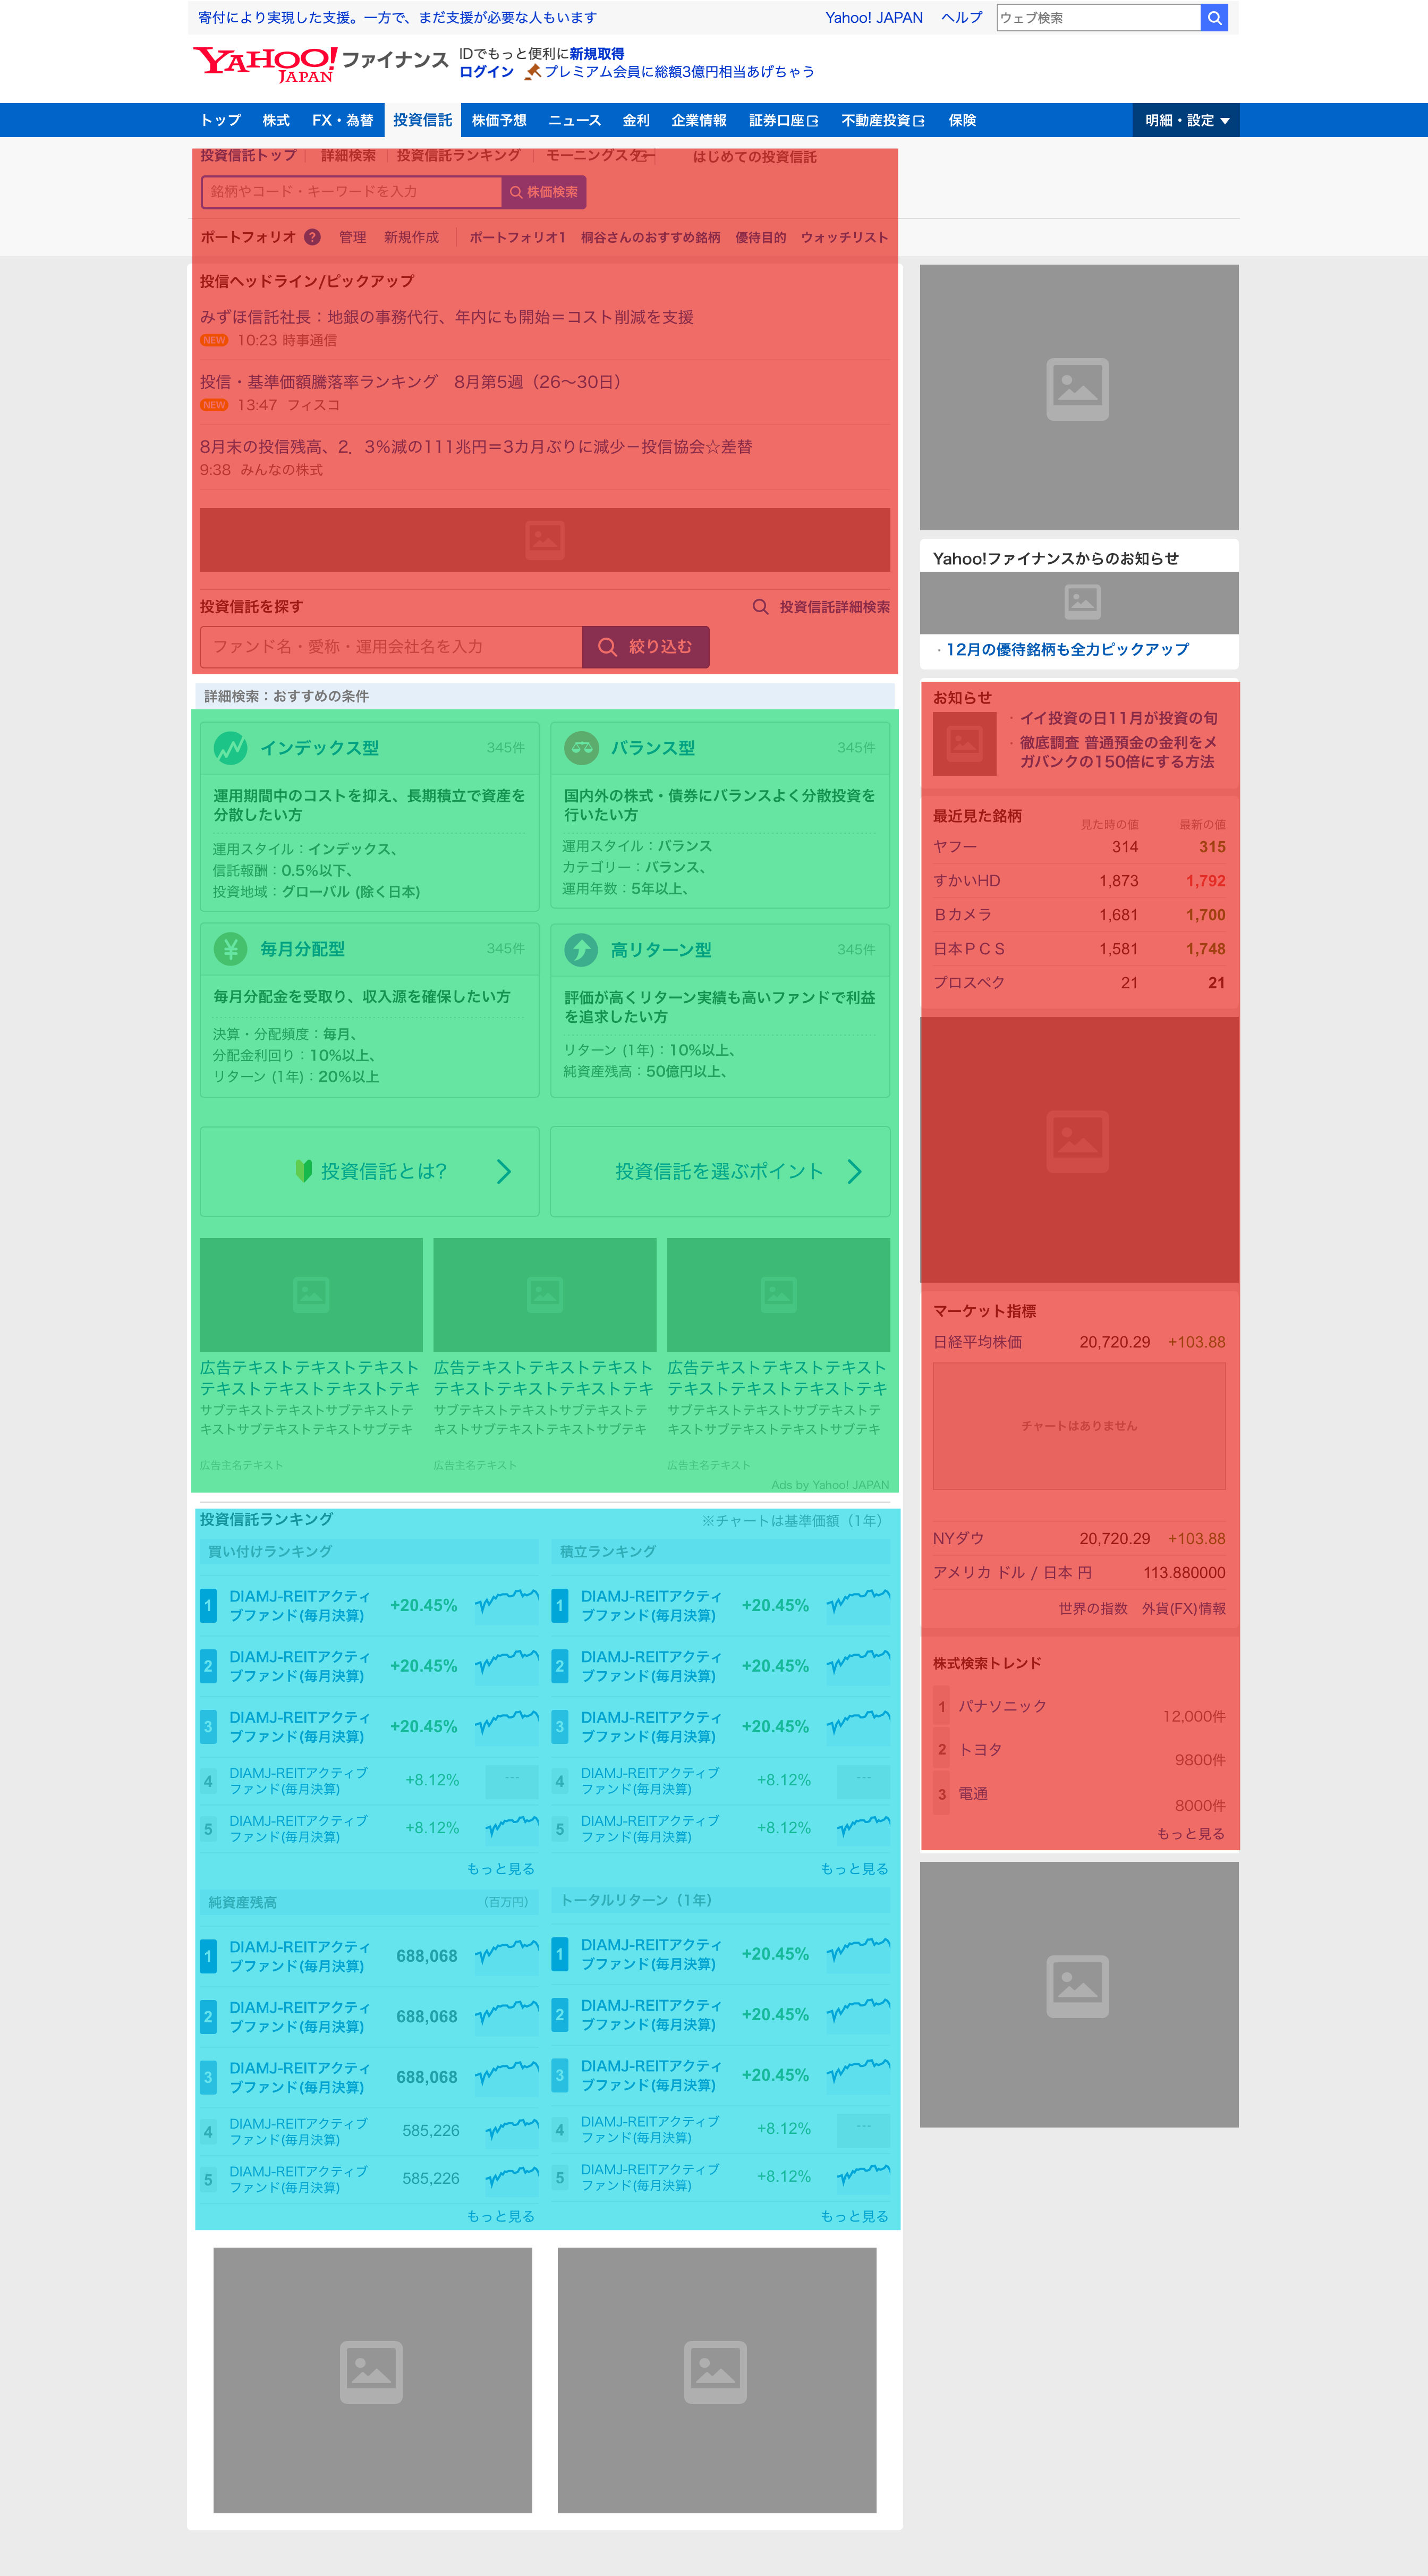 寄付により実現した支援。一方で、まだ支援が必要な人もいます
Yahoo! JAPAN ヘルプ ウェブ検索
YAHOO! JAPAN ファイナンス
IDでもっと便利に新規取得
ログイン プレミアム会員に総額3億円相当あげちゃう
トップ 株式 FX・為替 投資信託 株価予想 ニュース 金利 企業情報 証券口座 不動産投資 保険 明細・設定
投資信託トップ 詳細検索 投資信託ランキング モーニングスター はじめての投資信託
銘柄やコード・キーワードを入力 株価検索
ポートフォリオ ? 管理 新規作成 ポートフォリオ1 桐谷さんのおすすめ銘柄 優待目的 ウォッチリスト
投信ヘッドライン/ピックアップ
みずほ信託社長：地銀の事務代行、年内にも開始＝コスト削減を支援
NEW 10:23 時事通信
投信・基準価額騰落率ランキング 8月第5週（26〜30日）
NEW 13:47 フィスコ
8月末の投信残高、2．3％減の111兆円＝3カ月ぶりに減少－投信協会☆差替
9:38 みんなの株式
投資信託を探す 投資信託詳細検索
ファンド名・愛称・運用会社名を入力 絞り込む
詳細検索：おすすめの条件
インデックス型 345件
運用期間中のコストを抑え、長期積立で資産を
分散したい方
運用スタイル：インデックス、
信託報酬：0.5%以下、
投資地域：グローバル (除く日本)
バランス型 345件
国内外の株式・債券にバランスよく分散投資を
行いたい方
運用スタイル：バランス
カテゴリー：バランス、
運用年数：5年以上、
毎月分配型 345件
毎月分配金を受取り、収入源を確保したい方
決算・分配頻度：毎月、
分配金利回り：10%以上、
リターン (1年)：20%以上
高リターン型 345件
評価が高くリターン実績も高いファンドで利益
を追求したい方
リターン (1年)：10%以上、
純資産残高：50億円以上、
投資信託とは?
投資信託を選ぶポイント
広告テキストテキストテキスト
テキストテキストテキストテキ
サブテキストテキストサブテキストテ
キストサブテキストテキストサブテキ
広告主名テキスト
広告テキストテキストテキスト
テキストテキストテキストテキ
サブテキストテキストサブテキストテ
キストサブテキストテキストサブテキ
広告主名テキスト
広告テキストテキストテキスト
テキストテキストテキストテキ
サブテキストテキストサブテキストテ
キストサブテキストテキストサブテキ
広告主名テキスト
Ads by Yahoo! JAPAN
投資信託ランキング ※チャートは基準価額（1年）
買い付けランキング
1 DIAMJ-REITアクティ
ブファンド(毎月決算) +20.45%
2 DIAMJ-REITアクティ
ブファンド(毎月決算) +20.45%
3 DIAMJ-REITアクティ
ブファンド(毎月決算) +20.45%
4 DIAMJ-REITアクティブ
ファンド(毎月決算) +8.12% ---
5 DIAMJ-REITアクティブ
ファンド(毎月決算) +8.12%
もっと見る
積立ランキング
1 DIAMJ-REITアクティ
ブファンド(毎月決算) +20.45%
2 DIAMJ-REITアクティ
ブファンド(毎月決算) +20.45%
3 DIAMJ-REITアクティ
ブファンド(毎月決算) +20.45%
4 DIAMJ-REITアクティブ
ファンド(毎月決算) +8.12% ---
5 DIAMJ-REITアクティブ
ファンド(毎月決算) +8.12%
もっと見る
純資産残高 （百万円）
1 DIAMJ-REITアクティ
ブファンド(毎月決算) 688,068
2 DIAMJ-REITアクティ
ブファンド(毎月決算) 688,068
3 DIAMJ-REITアクティ
ブファンド(毎月決算) 688,068
4 DIAMJ-REITアクティブ
ファンド(毎月決算) 585,226
5 DIAMJ-REITアクティブ
ファンド(毎月決算) 585,226
もっと見る
トータルリターン（1年）
1 DIAMJ-REITアクティ
ブファンド(毎月決算) +20.45%
2 DIAMJ-REITアクティ
ブファンド(毎月決算) +20.45%
3 DIAMJ-REITアクティ
ブファンド(毎月決算) +20.45%
4 DIAMJ-REITアクティブ
ファンド(毎月決算) +8.12% ---
5 DIAMJ-REITアクティブ
ファンド(毎月決算) +8.12%
もっと見る
Yahoo!ファイナンスからのお知らせ
・12月の優待銘柄も全力ピックアップ
お知らせ
・イイ投資の日11月が投資の旬
・徹底調査 普通預金の金利をメ
ガバンクの150倍にする方法
最近見た銘柄 見た時の値 最新の値
ヤフー 314 315
すかいHD 1,873 1,792
Ｂカメラ 1,681 1,700
日本ＰＣＳ 1,581 1,748
プロスペク 21 21
マーケット指標
日経平均株価 20,720.29 +103.88
チャートはありません
NYダウ 20,720.29 +103.88
アメリカ ドル / 日本 円 113.880000
世界の指数 外貨(FX)情報
株式検索トレンド
1 パナソニック 12,000件
2 トヨタ 9800件
3 電通 8000件
もっと見る